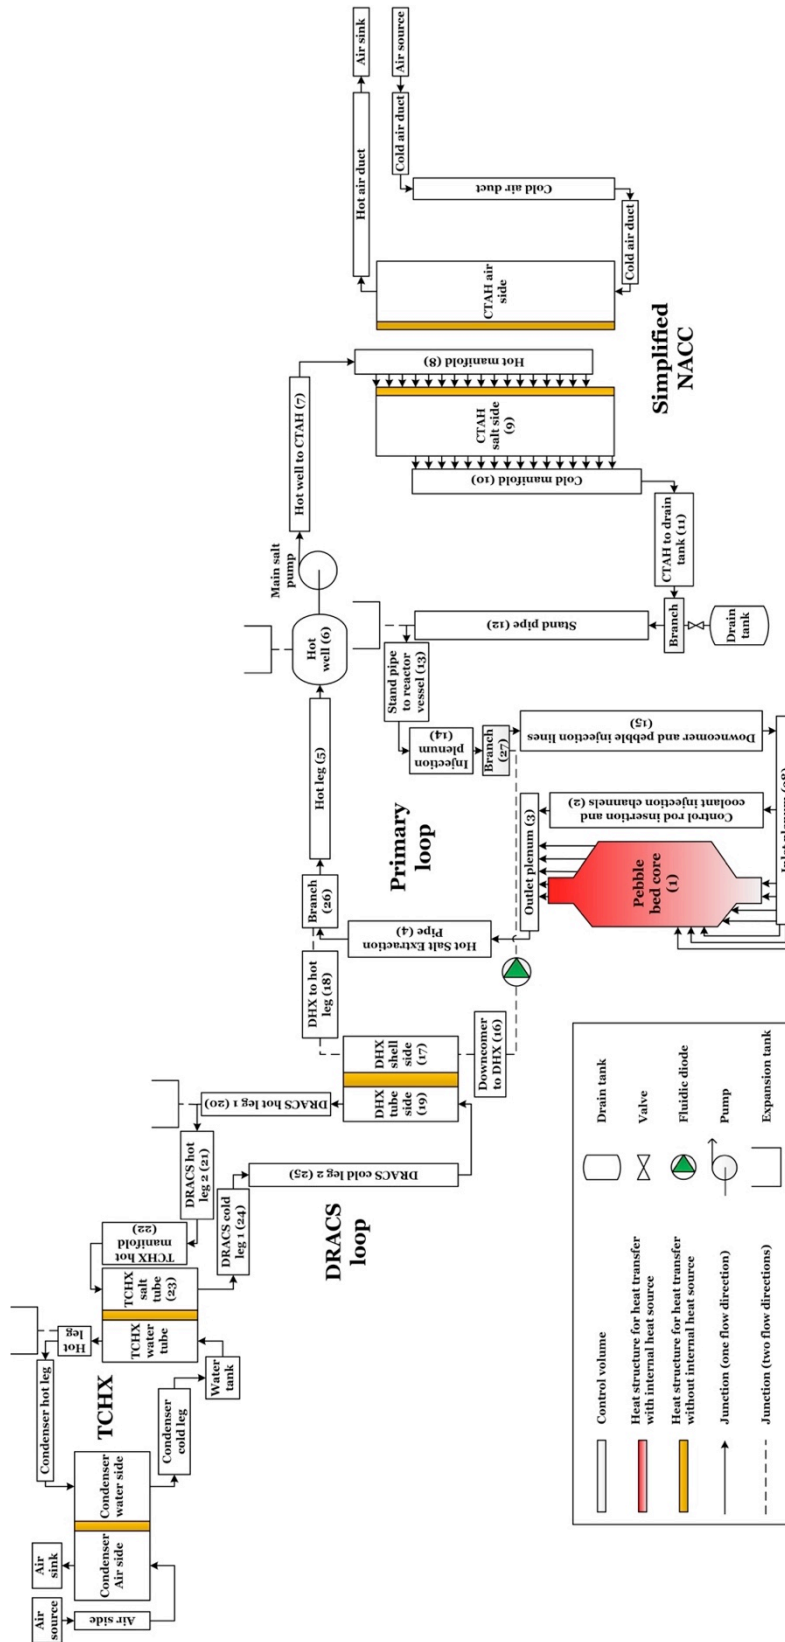 Air
source
Air side
Air
sink
Condenser
Air side
Condenser
water side
Condenser hot leg
Condenser
cold leg
Water
tank
Hot
leg
TCHX
water
tube
TCHX
salt
tube
(23)
TCHX
TCHX hot
manifold
(22)
DRACS hot
leg 2 (21)
DRACS cold
leg 1 (24)
DRACS hot leg 1 (20)
DRACS cold leg 2 (25)
DRACS
loop
DHX
tube
side
(19)
DHX
shell
side
(17)
DHX to hot
leg (18)
Downcomer
to DHX (16)
Branch
(26)
Hot Salt Extraction
Pipe (4)
Hot leg (5)
Primary
loop
Outlet plenum (3)
Pebble
bed core
(1)
Control rod insertion and
coolant injection channels (2)
Downcomer and pebble injection lines
(15)
Branch
(27)
Injection
plenum
(14)
Stand pipe
to reactor
vessel (13)
Hot
well (6)
Main salt
pump
Hot well to CTAH (7)
Stand pipe (12)
Branch
Drain
tank
CTAH to drain
tank (11)
Cold manifold (10)
CTAH
salt side
(9)
Hot manifold
(8)
CTAH air
side
Hot air duct
Air sink
Air source
Cold air duct
Cold air duct
Cold air duct
Simplified
NACC
Control volume
Heat structure for heat transfer
with internal heat source
Heat structure for heat transfer
without internal heat source
Junction (one flow direction)
Junction (two flow directions)
Drain tank
Valve
Fluidic diode
Pump
Expansion tank